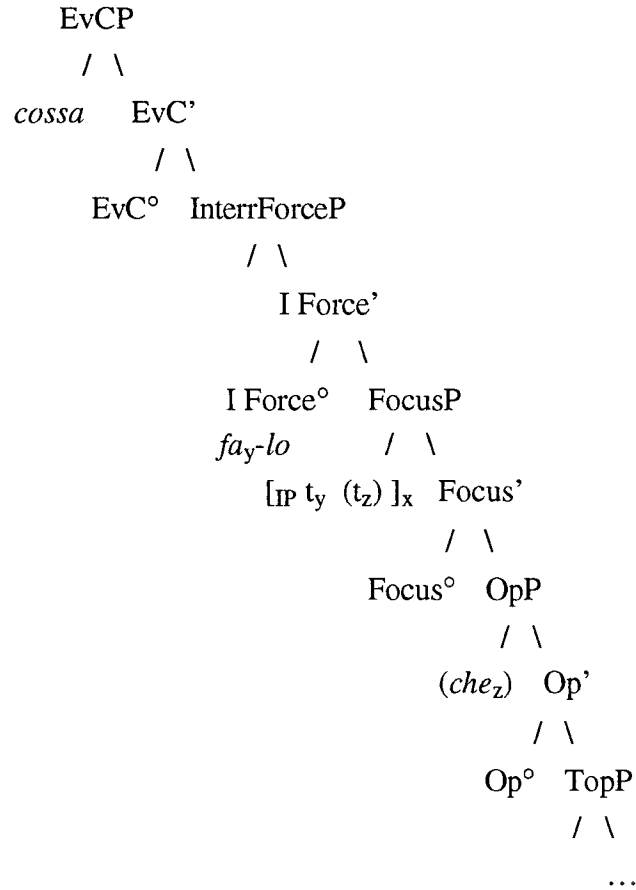 EvCP
/ \
cossa EvC’
/ \
EvC° InterrForceP
/ \
I Force’
/ \
I Force° FocusP
fay-lo / \
[IP ty (tz) ]x Focus’
/ \
Focus° OpP
/ \
(chez) Op’
/ \
Op° TopP
/ \
...